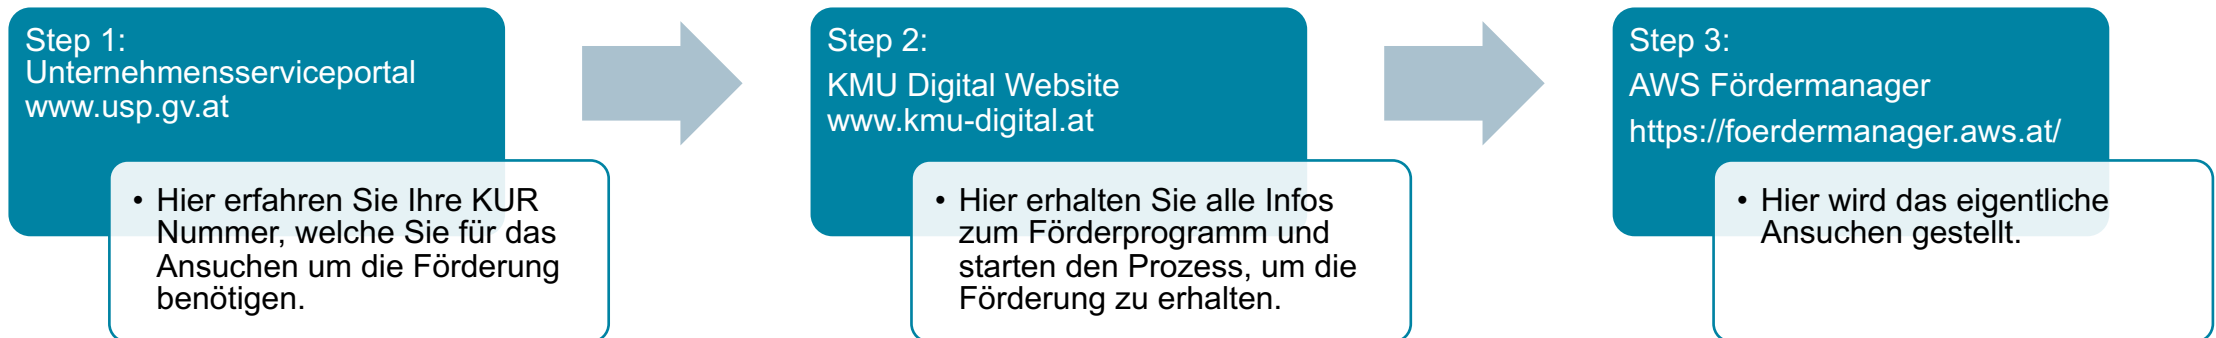 Step 1:
Unternehmensserviceportal
www.usp.gv.at
• Hier erfahren Sie Ihre KUR
Nummer, welche Sie für das
Ansuchen um die Förderung
benötigen.
Step 2:
KMU Digital Website
www.kmu-digital.at
• Hier erhalten Sie alle Infos
zum Förderprogramm und
starten den Prozess, um die
Förderung zu erhalten.
Step 3:
AWS Fördermanager
https://foerdermanager.aws.at/
• Hier wird das eigentliche
Ansuchen gestellt.